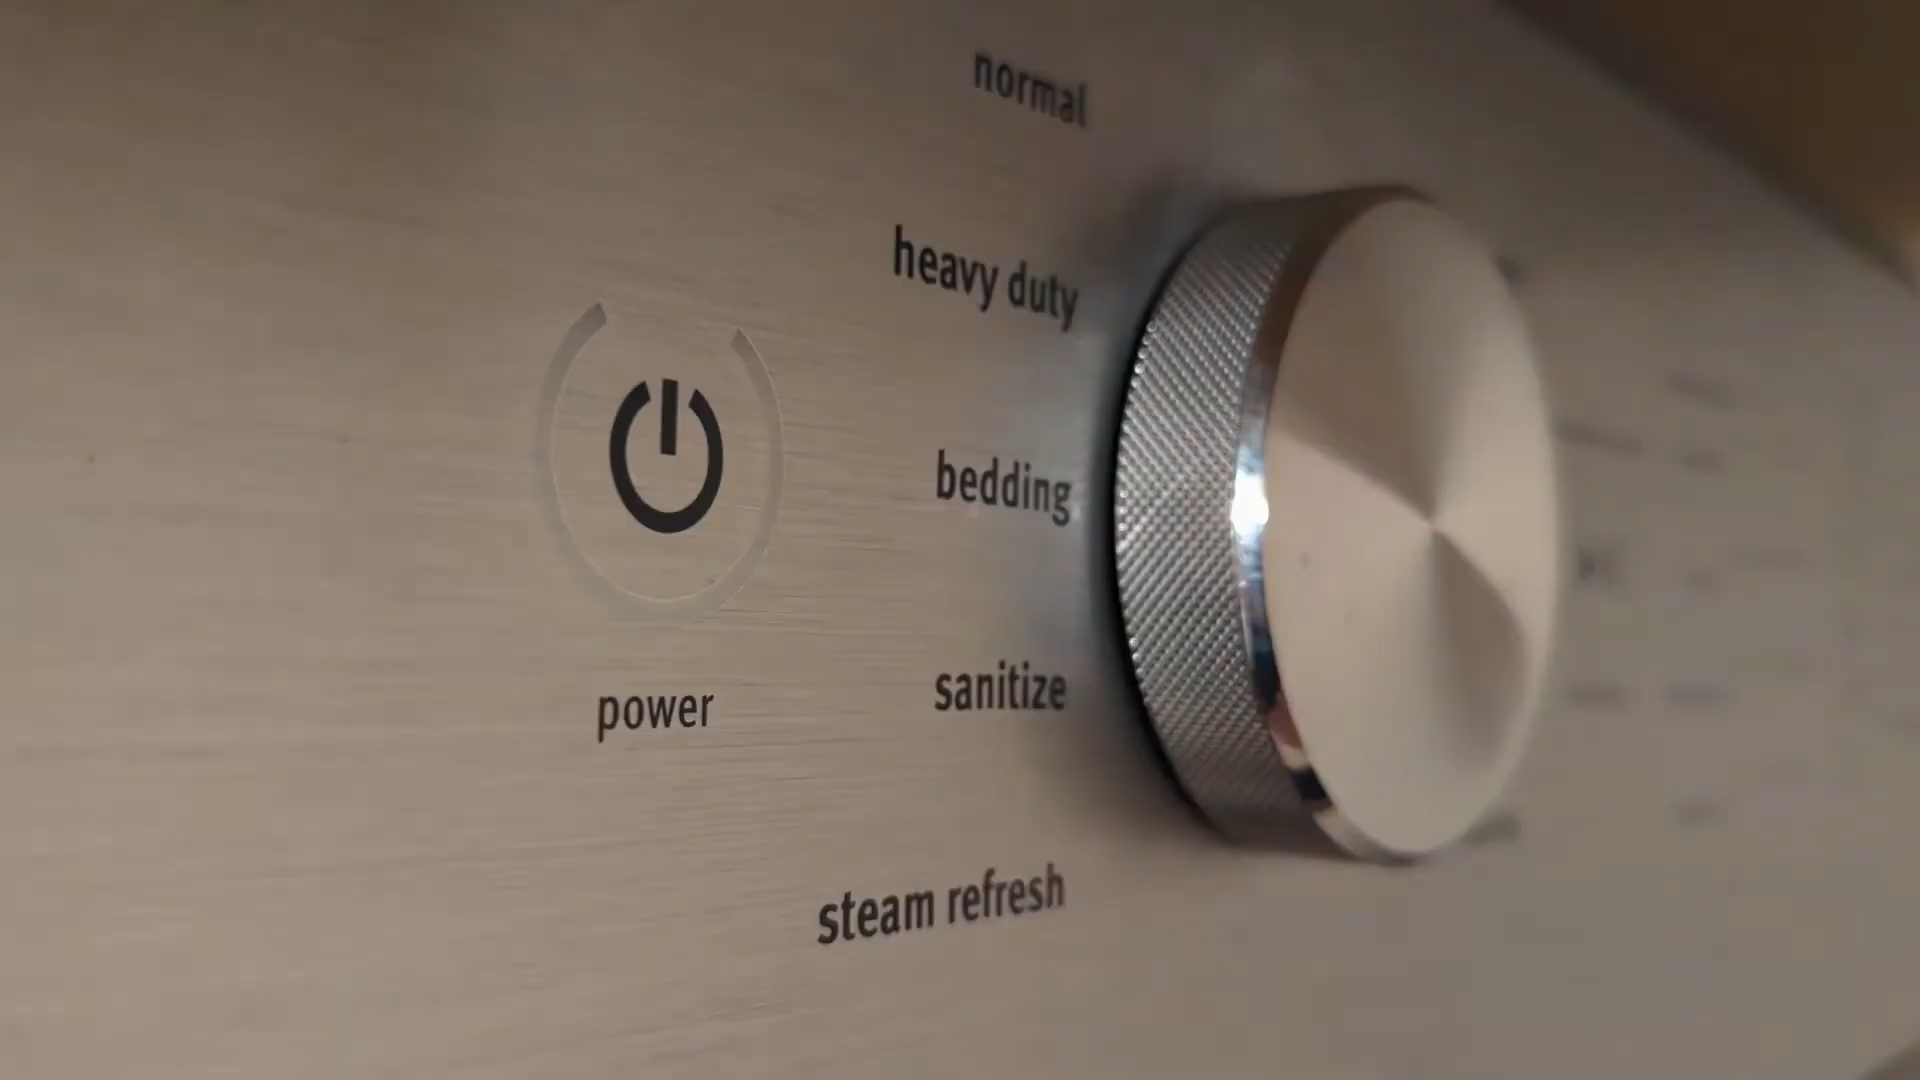 normal
heavy duty
bedding
sanitize
power
steam refresh